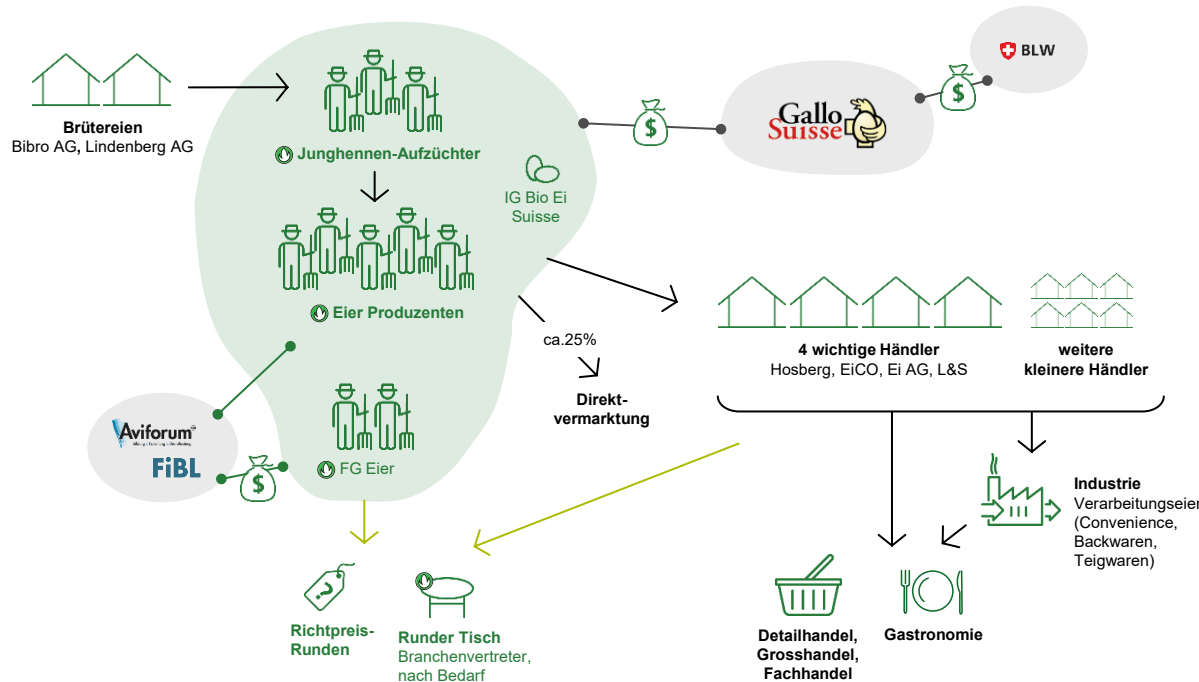 BLW
Gallo
Suisse
Brütereien
Bibro AG, Lindenberg AG
Junghennen-Aufzüchter
IG Bio Ei
Suisse
Eier Produzenten
ca.25%
Direkt-
vermarktung
4 wichtige Händler
Hosberg, EiCO, Ei AG, L&S
weitere
kleinere Händler
Aviforum
FiBL
$
$
$
FG Eier
Industrie
Verarbeitungseier
(Convenience,
Backwaren,
Teigwaren)
?
Richtpreis-
Runden
Runder Tisch
Branchenvertreter,
nach Bedarf
Detailhandel,
Grosshandel,
Fachhandel
Gastronomie